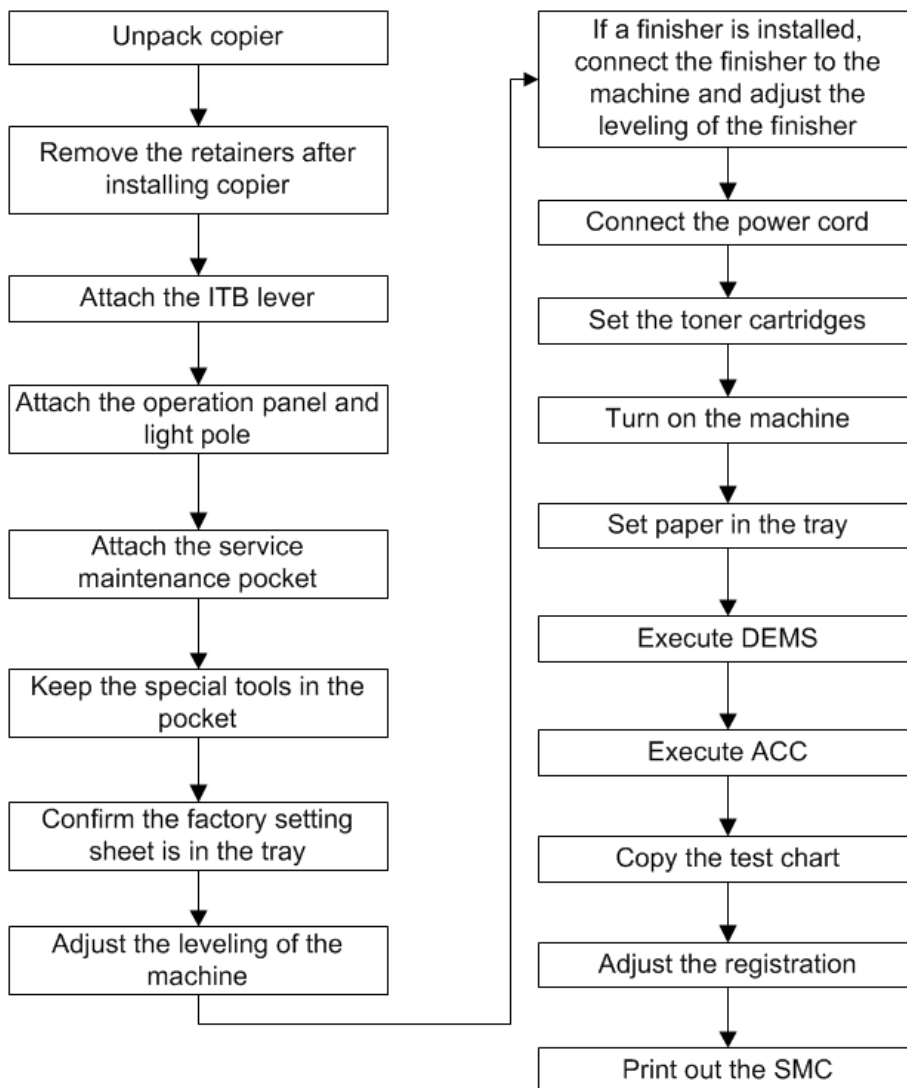 Unpack copier
Remove the retainers after
installing copier
Attach the ITB lever
Attach the operation panel and
light pole
Attach the service
maintenance pocket
Keep the special tools in the
pocket
Confirm the factory setting
sheet is in the tray
Adjust the leveling of the
machine
If a finisher is installed,
connect the finisher to the
machine and adjust the
leveling of the finisher
Connect the power cord
Set the toner cartridges
Turn on the machine
Set paper in the tray
Execute DEMS
Execute ACC
Copy the test chart
Adjust the registration
Print out the SMC